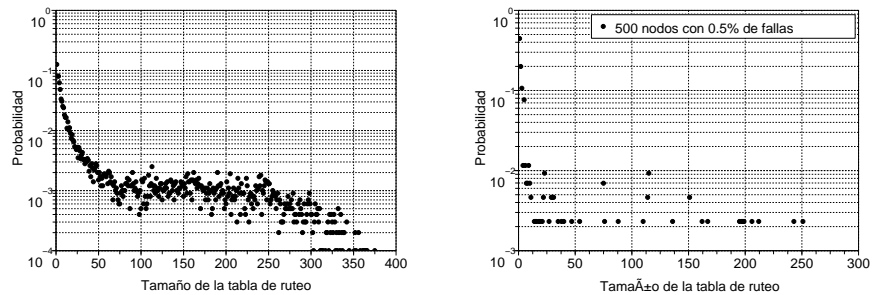 Probabilidad
10 0
10 −1
10 −2
10 −3
10 −4
0 50 100 150 200 250 300 350 400
Tamaño de la tabla de ruteo
Probabilidad
10 0
10 −1
10 −2
10 −3
0 50 100 150 200 250 300
TamaÃ±o de la tabla de ruteo
500 nodos con 0.5% de fallas